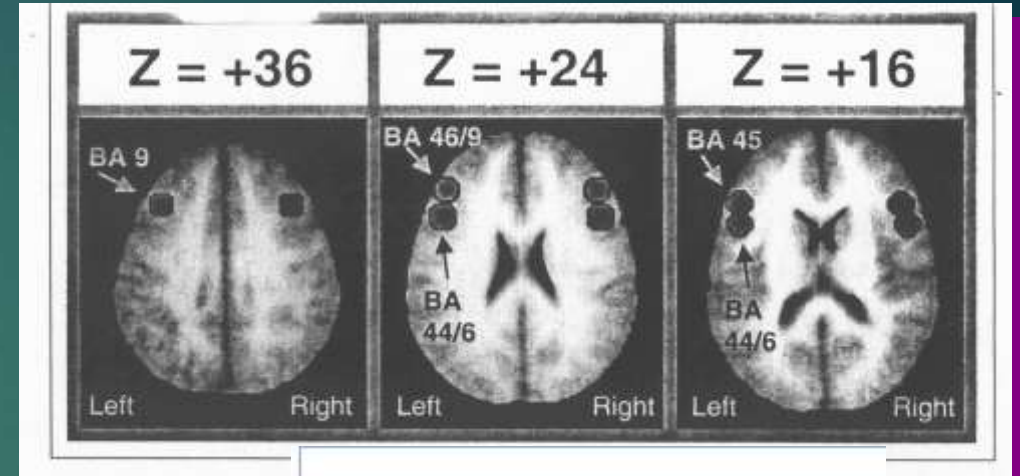 Z = +36
Z = +24
Z = +16
BA 9
BA 46/9
BA 45
BA
44/6
BA
44/6
Left Right
Left Right
Left Right